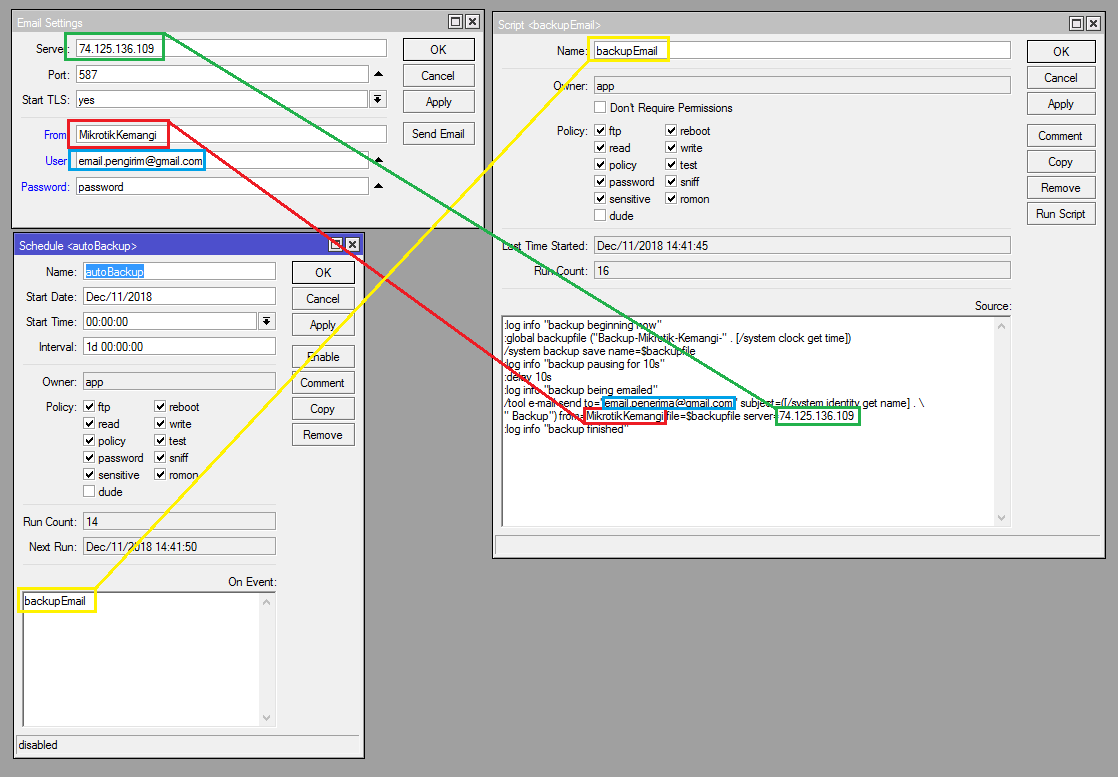 Email Settings
Server: 74.125.136.109
OK
Port: 587
Cancel
Start TLS: yes
Apply
From: MikrotikKemangi
Send Email
User: email.pengirim@gmail.com
Password: password
Schedule <autoBackup>
Name: autoBackup
OK
Start Date: Dec/11/2018
Cancel
Start Time: 00:00:00
Apply
Interval: 1d 00:00:00
Enable
Owner: app
Comment
Policy: ftp reboot
Copy
read write
Remove
policy test
password sniff
sensitive romon
dude
Run Count: 14
Next Run: Dec/11/2018 14:41:50
On Event:
backupEmail
disabled
Script <backupEmail>
Name: backupEmail
OK
Cancel
Owner: app
Apply
Don't Require Permissions
Policy: ftp reboot
Comment
read write
Copy
policy test
password sniff
Remove
sensitive romon
dude
Run Script
Last Time Started: Dec/11/2018 14:41:45
Run Count: 16
Source:
:log info "backup beginning now"
:global backupfile ("Backup-Mikrotik-Kemangi-" . [/system clock get time])
/system backup save name=$backupfile
:log info "backup pausing for 10s"
:delay 10s
:log info "backup being emailed"
/tool e-mail send to="email.penerima@gmail.com" subject=([/system identity get name] . \
" Backup") from=MikrotikKemangi file=$backupfile server=74.125.136.109
:log info "backup finished"